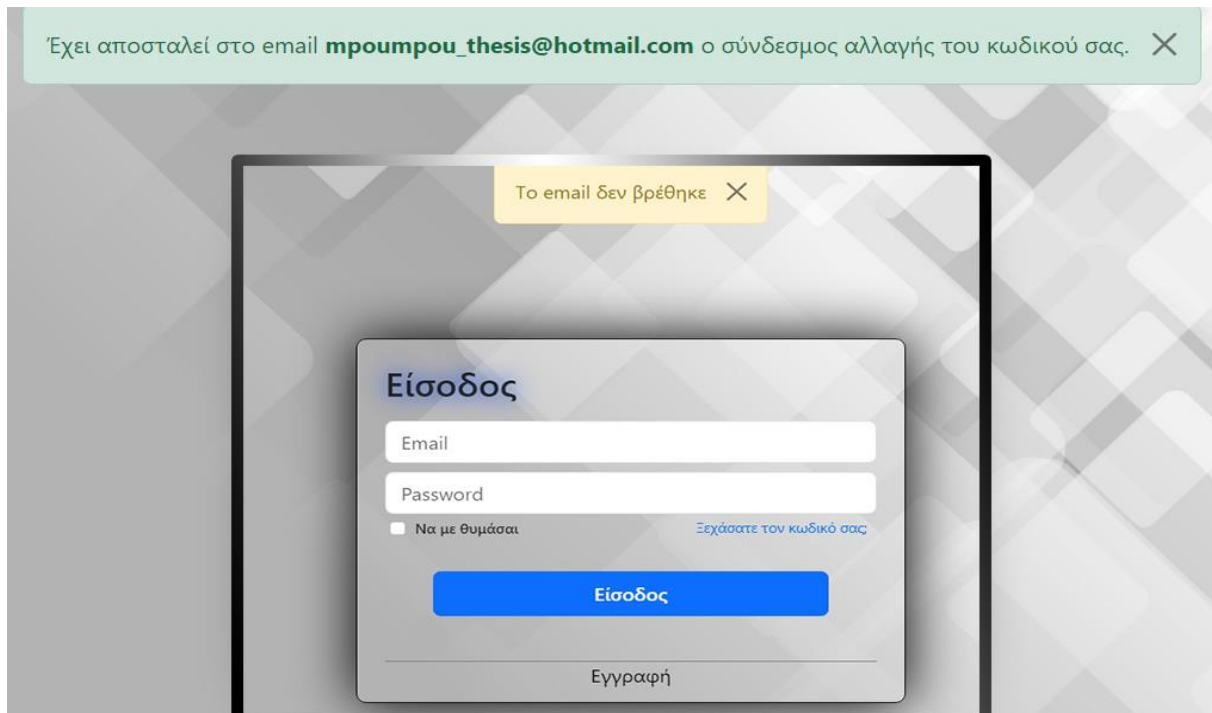 Έχει αποσταλεί στο email mpoumpou_thesis@hotmail.com ο σύνδεσμος αλλαγής του κωδικού σας.
Το email δεν βρέθηκε
Είσοδος
Email
Password
Να με θυμάσαι Ξεχάσατε τον κωδικό σας;
Είσοδος
Εγγραφή